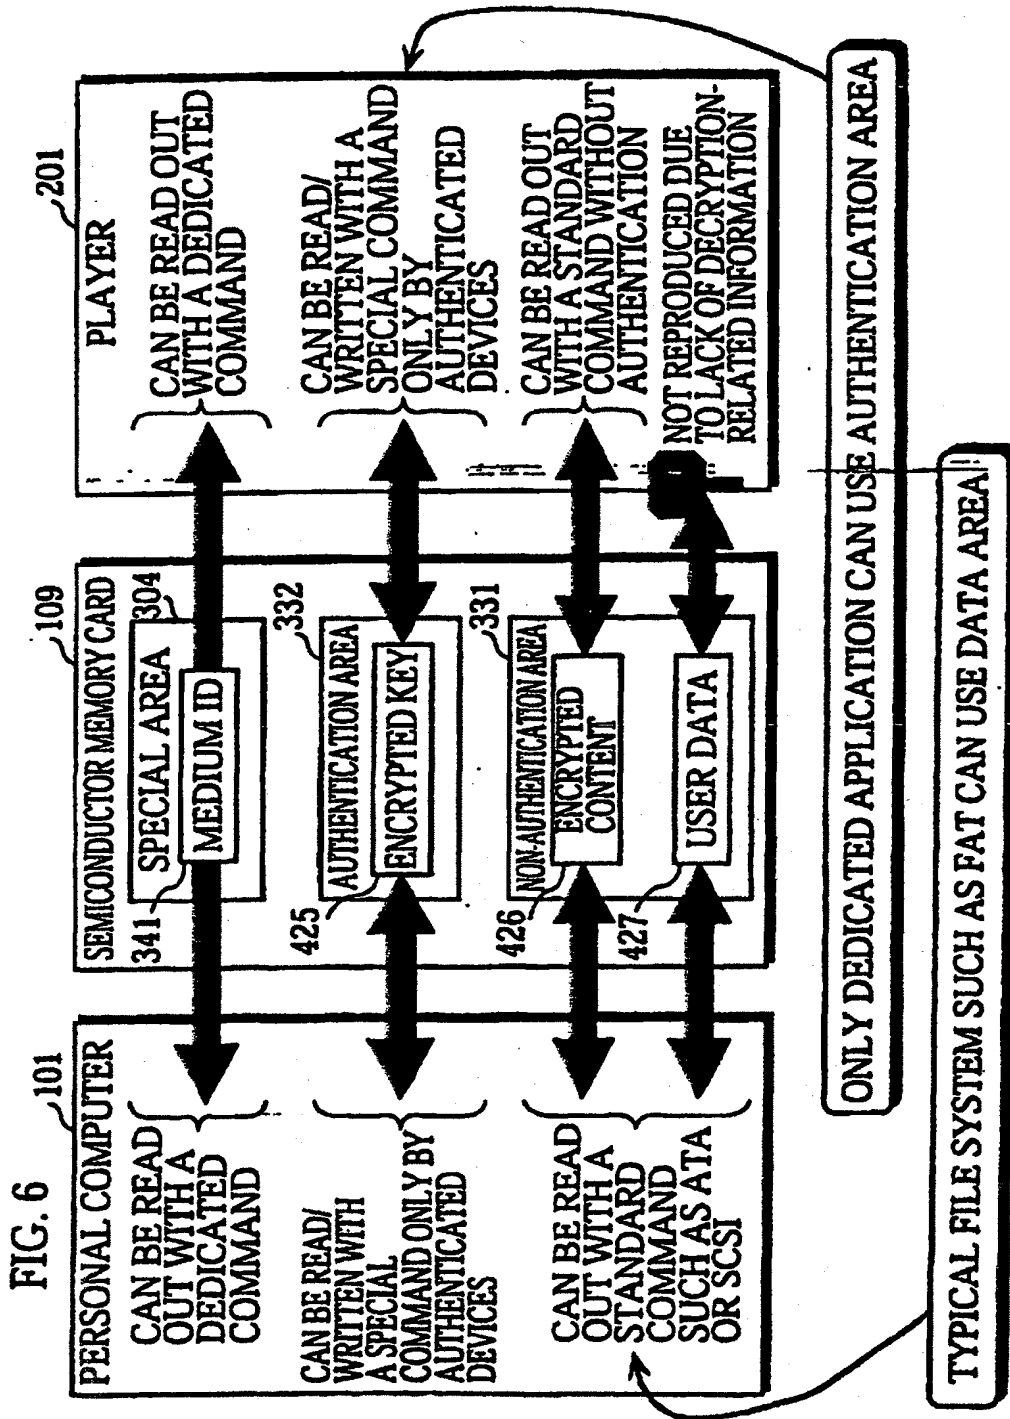 FIG. 6
PERSONAL COMPUTER
101
CAN BE READ
OUT WITH A
DEDICATED
COMMAND
CAN BE READ/
WRITTEN WITH
A SPECIAL
COMMAND ONLY BY
AUTHENTICATED
DEVICES
CAN BE READ
OUT WITH A
STANDARD
COMMAND
SUCH AS ATA
OR SCSI
SEMICONDUCTOR MEMORY CARD
109
341
SPECIAL AREA
304
MEDIUM ID
332
AUTHENTICATION AREA
425
ENCRYPTED KEY
331
NON-AUTHENTICATION AREA
426
ENCRYPTED
CONTENT
427
USER DATA
PLAYER
201
CAN BE READ OUT
WITH A DEDICATED
COMMAND
CAN BE READ/
WRITTEN WITH A
SPECIAL COMMAND
ONLY BY
AUTHENTICATED
DEVICES
CAN BE READ OUT
WITH A STANDARD
COMMAND WITHOUT
AUTHENTICATION
NOT REPRODUCED DUE
TO LACK OF DECRYPTION-
RELATED INFORMATION
ONLY DEDICATED APPLICATION CAN USE AUTHENTICATION AREA
TYPICAL FILE SYSTEM SUCH AS FAT CAN USE DATA AREA